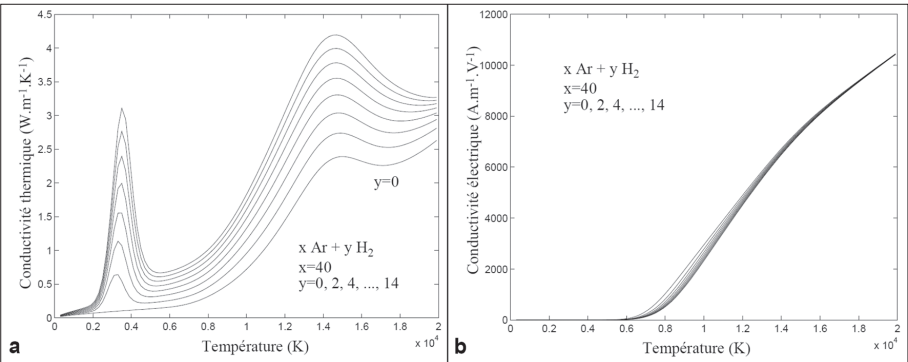 Conductivité thermique (W.m-1.K-1)
4.5
4
3.5
3
2.5
2
1.5
1
0.5
0
y=0
x Ar + y H2
x=40
y=0, 2, 4, ..., 14
0 0.2 0.4 0.6 0.8 1 1.2 1.4 1.6 1.8 2
x 10^4
Température (K)
a
Conductivité électrique (A.m-1.V-1)
12000
10000
8000
6000
4000
2000
0
x Ar + y H2
x=40
y=0, 2, 4, ..., 14
0 0.2 0.4 0.6 0.8 1 1.2 1.4 1.6 1.8 2
x 10^4
Température (K)
b